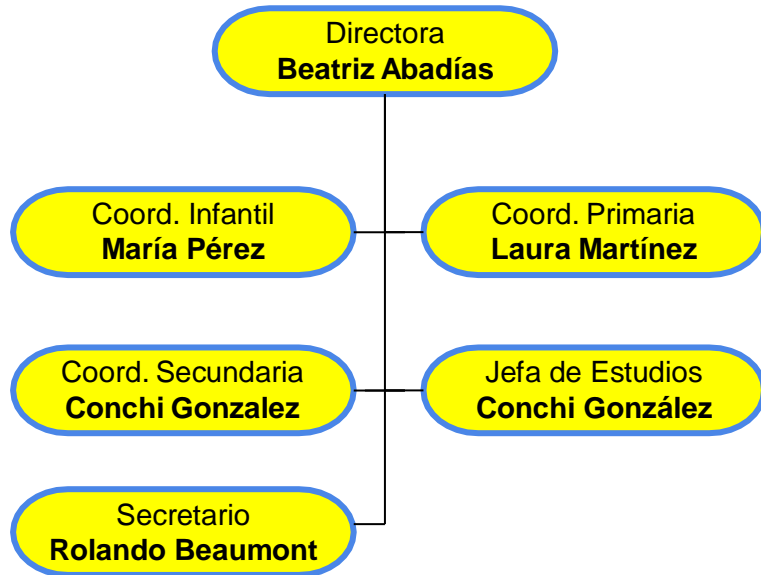 Directora
Beatriz Abadías
Coord. Infantil
María Pérez
Coord. Primaria
Laura Martínez
Coord. Secundaria
Conchi Gonzalez
Jefa de Estudios
Conchi González
Secretario
Rolando Beaumont